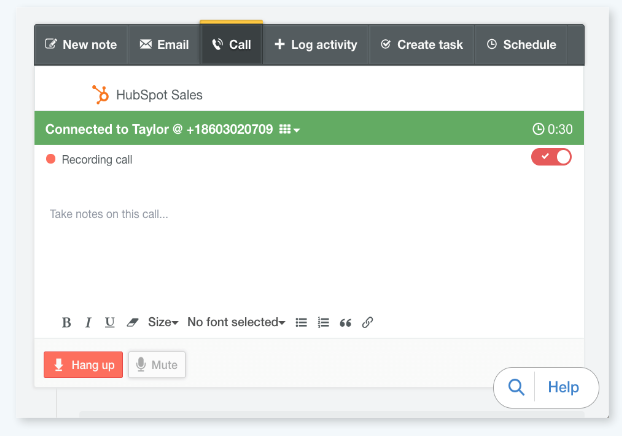 New note Email Call + Log activity Create task Schedule
HubSpot Sales
Connected to Taylor @ +18603020709 0:30
Recording call
Take notes on this call...
B I U Size No font selected
Hang up Mute
Help